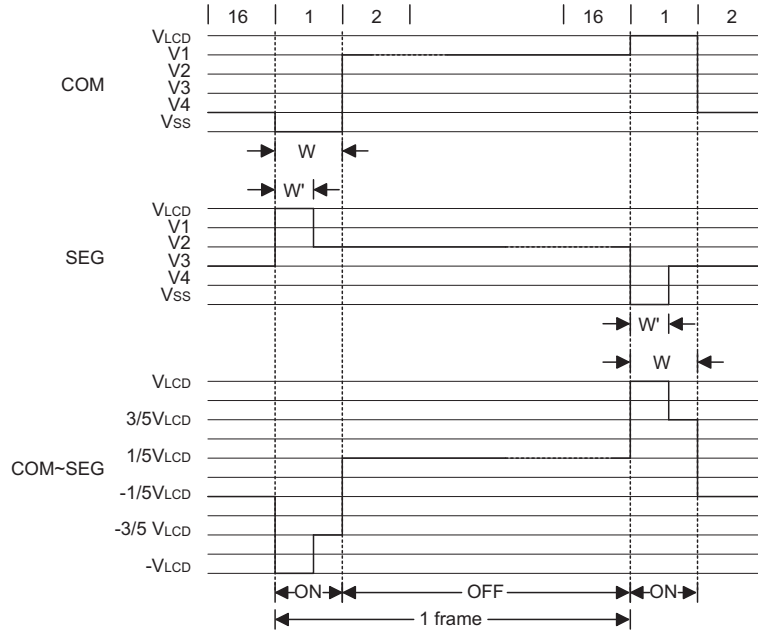 16 1 2 16 1 2
VLCD
V1
V2
V3
V4
VSS
COM
W
W'
VLCD
V1
V2
V3
V4
VSS
SEG
W'
W
VLCD
3/5VLCD
1/5VLCD
-1/5VLCD
-3/5 VLCD
-VLCD
COM~SEG
ON OFF ON
1 frame